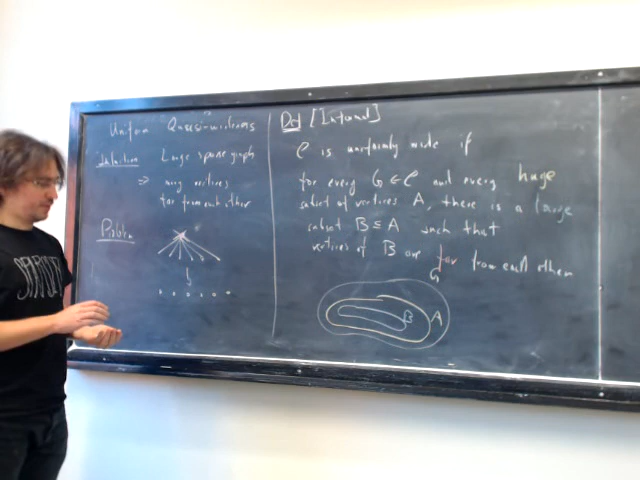 Uniform Quasi-wideness
Intuition Large sparse graph
⇒ many vertices
far from each other
Problem
Def [Informal]
C is uniformly wide if
for every G ∈ C and every huge
subset of vertices A, there is a large
subset B ⊆ A such that
vertices of B are far from each other
G
B A